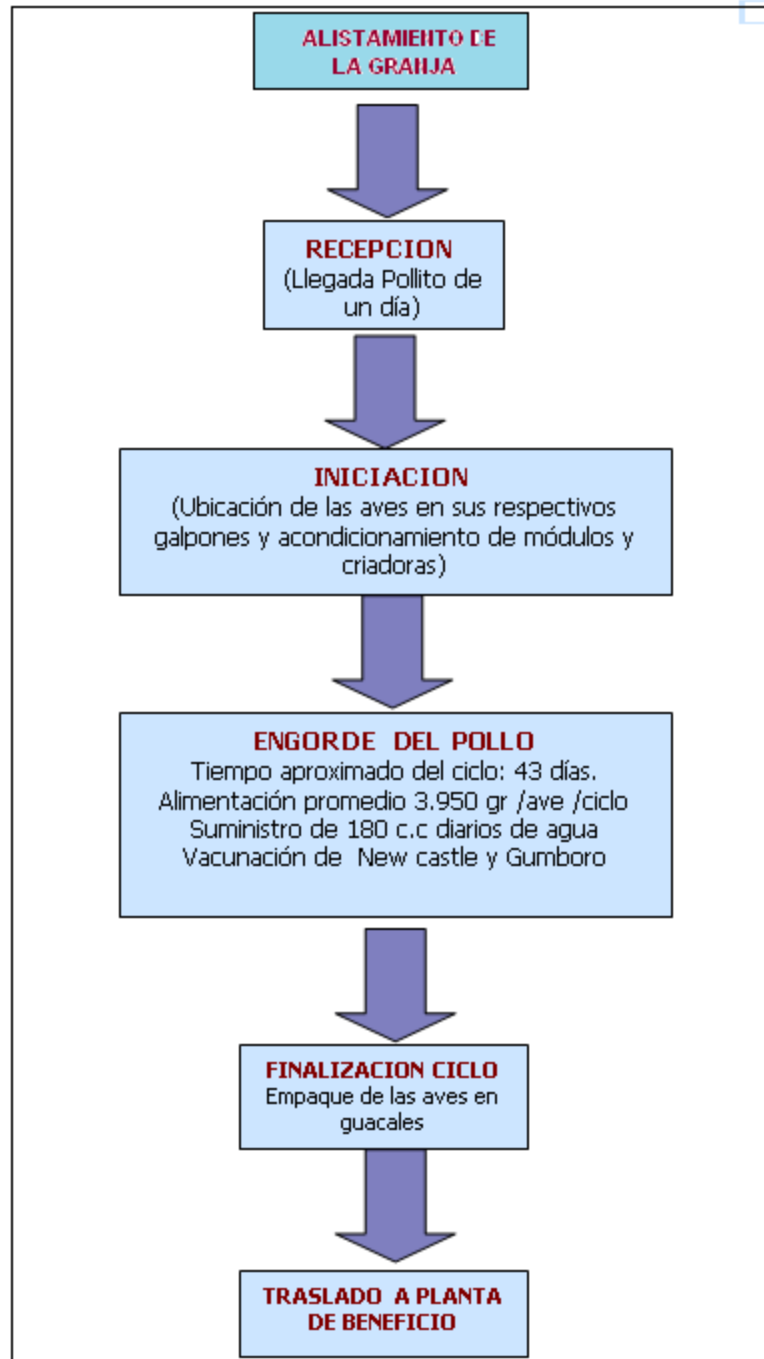 ALISTAMIENTO DE
LA GRANJA
RECEPCION
(Llegada Pollito de
un día)
INICIACION
(Ubicación de las aves en sus respectivos
galpones y acondicionamiento de módulos y
criadoras)
ENGORDE DEL POLLO
Tiempo aproximado del ciclo: 43 días.
Alimentación promedio 3.950 gr /ave /ciclo
Suministro de 180 c.c diarios de agua
Vacunación de New castle y Gumboro
FINALIZACION CICLO
Empaque de las aves en
guacales
TRASLADO A PLANTA
DE BENEFICIO